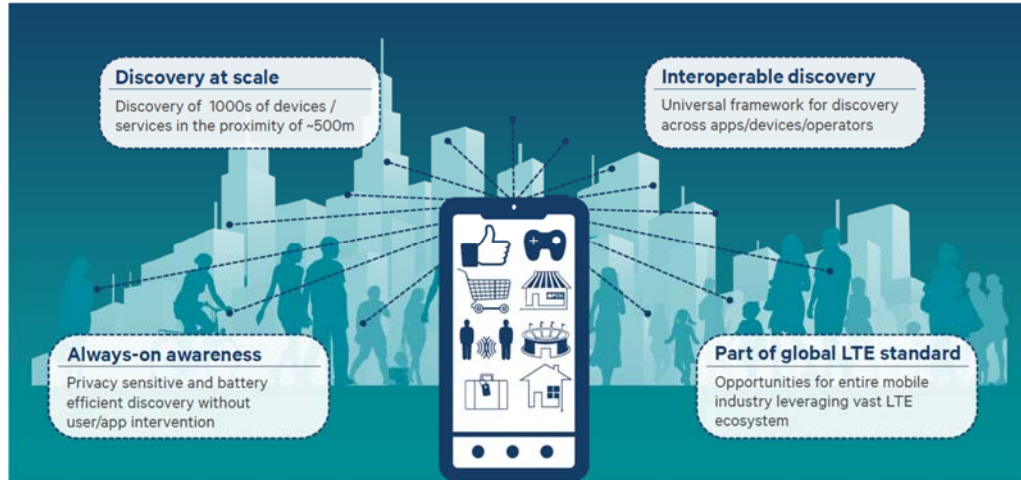 Discovery at scale
Discovery of 1000s of devices /
services in the proximity of ~500m
Interoperable discovery
Universal framework for discovery
across apps/devices/operators
OPEN
Always-on awareness
Privacy sensitive and battery
efficient discovery without
user/app intervention
Part of global LTE standard
Opportunities for entire mobile
industry leveraging vast LTE
ecosystem